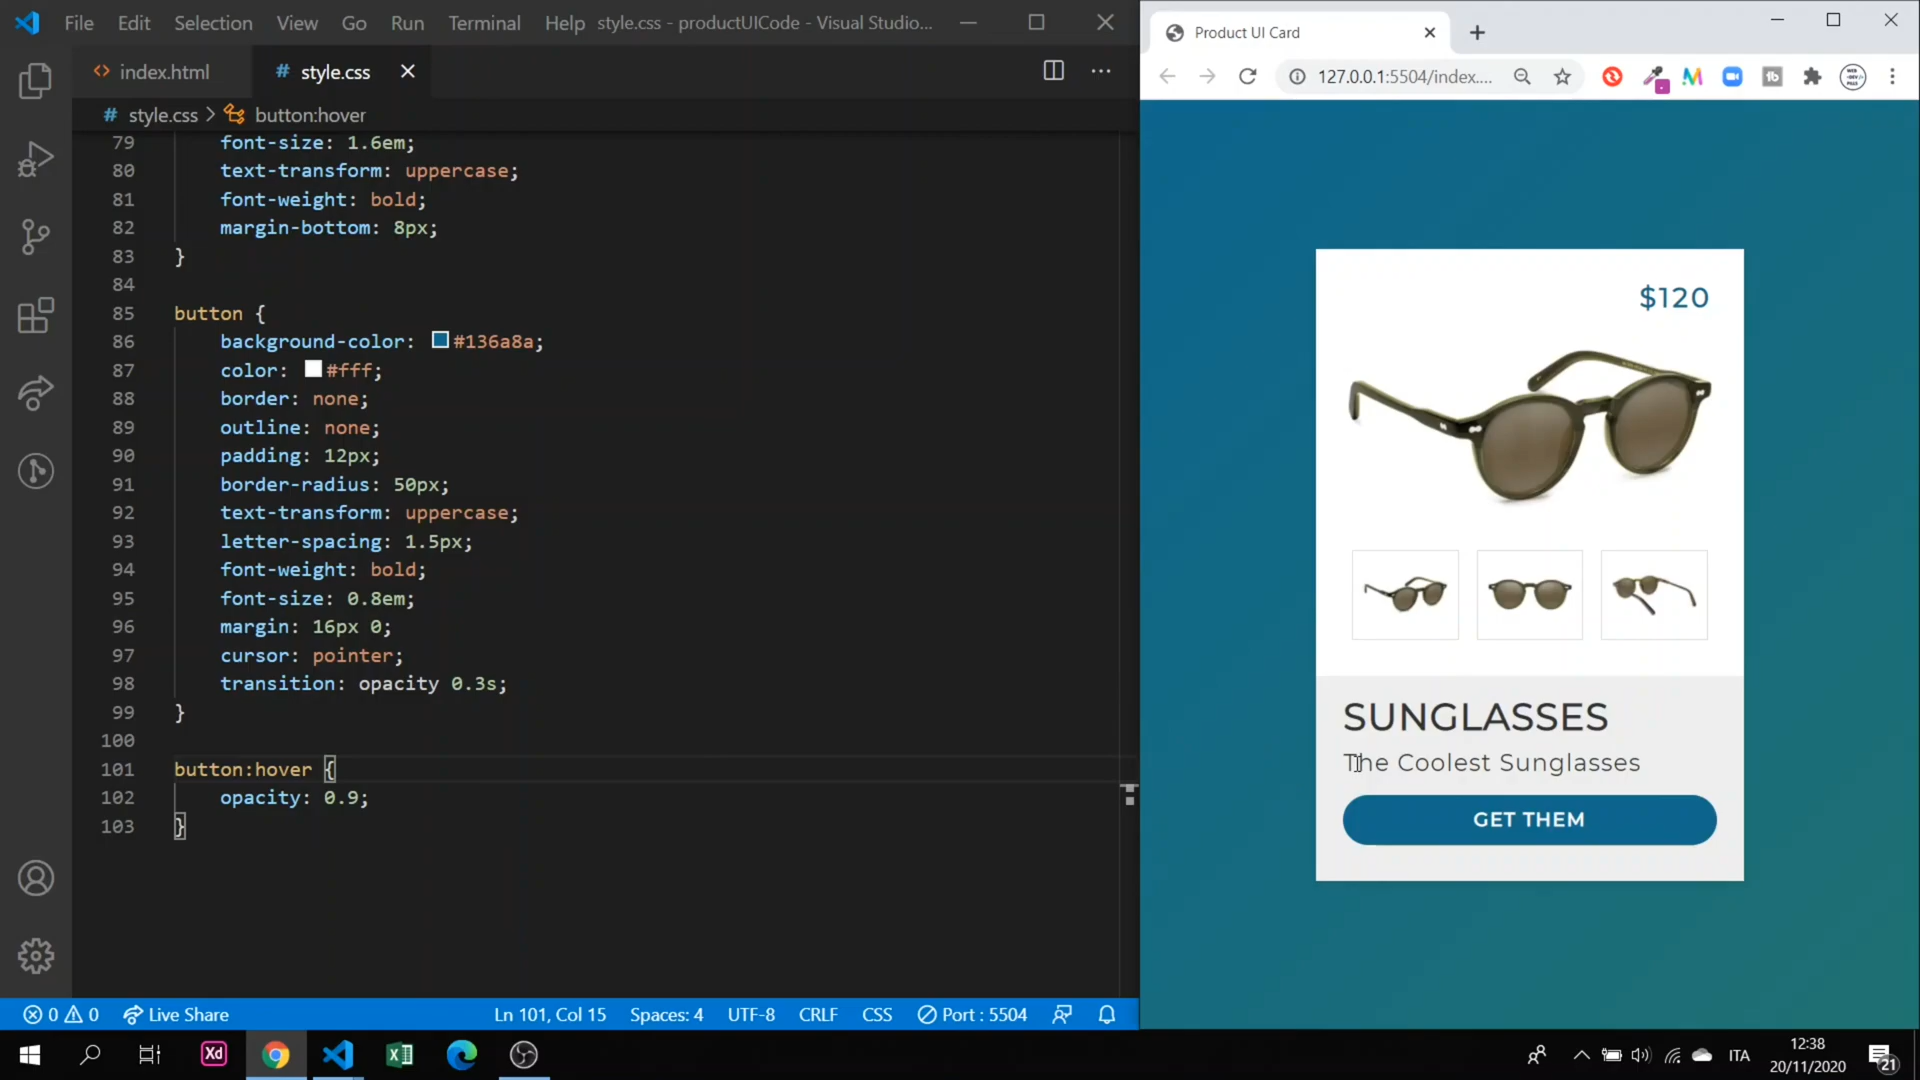 File Edit Selection View Go Run Terminal Help style.css - productUICode - Visual Studio...
index.html
# style.css
# style.css > button:hover
79 font-size: 1.6em;
80 text-transform: uppercase;
81 font-weight: bold;
82 margin-bottom: 8px;
83 }
84
85 button {
86 background-color: #136a8a;
87 color: #fff;
88 border: none;
89 outline: none;
90 padding: 12px;
91 border-radius: 50px;
92 text-transform: uppercase;
93 letter-spacing: 1.5px;
94 font-weight: bold;
95 font-size: 0.8em;
96 margin: 16px 0;
97 cursor: pointer;
98 transition: opacity 0.3s;
99 }
100
101 button:hover {
102 opacity: 0.9;
103 }
0 0 Live Share Ln 101, Col 15 Spaces: 4 UTF-8 CRLF CSS Port : 5504
Product UI Card
127.0.0.1:5504/index....
$120
SUNGLASSES
The Coolest Sunglasses
GET THEM
Xd
ITA
12:38
20/11/2020
21